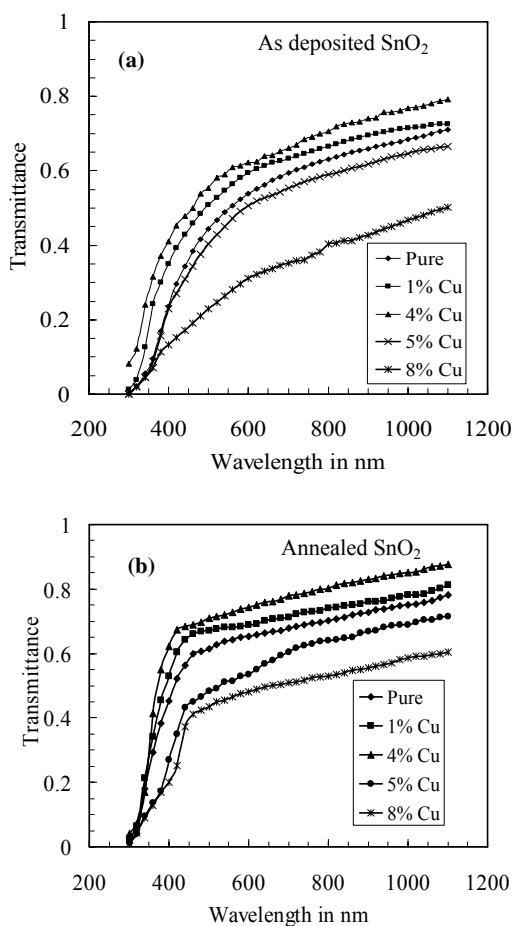 1
(a)
As deposited SnO₂
0.8
0.6
Transmittance
0.4
Pure
1% Cu
4% Cu
0.2
5% Cu
8% Cu
0
200 400 600 800 1000 1200
Wavelength in nm
1
(b)
Annealed SnO₂
0.8
0.6
Transmittance
0.4
Pure
1% Cu
4% Cu
0.2
5% Cu
8% Cu
0
200 400 600 800 1000 1200
Wavelength in nm